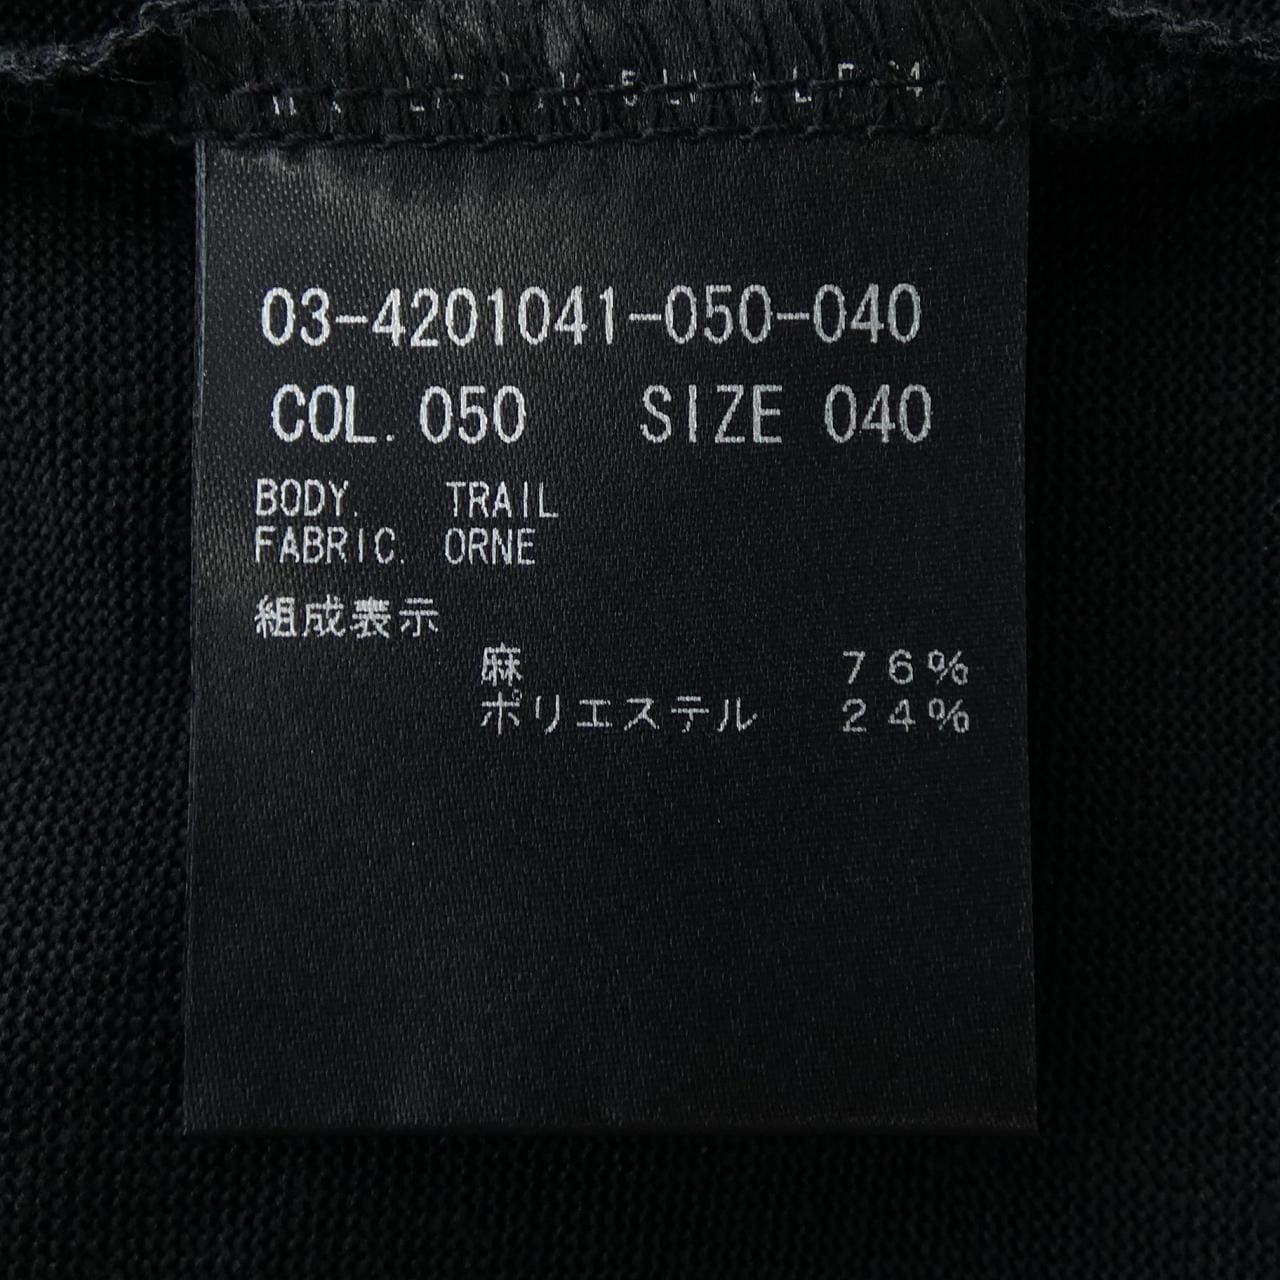 03-4201041-050-040
COL. 050 SIZE 040
BODY. TRAIL
FABRIC. ORNE
組成表示
麻 76%
ポリエステル 24%